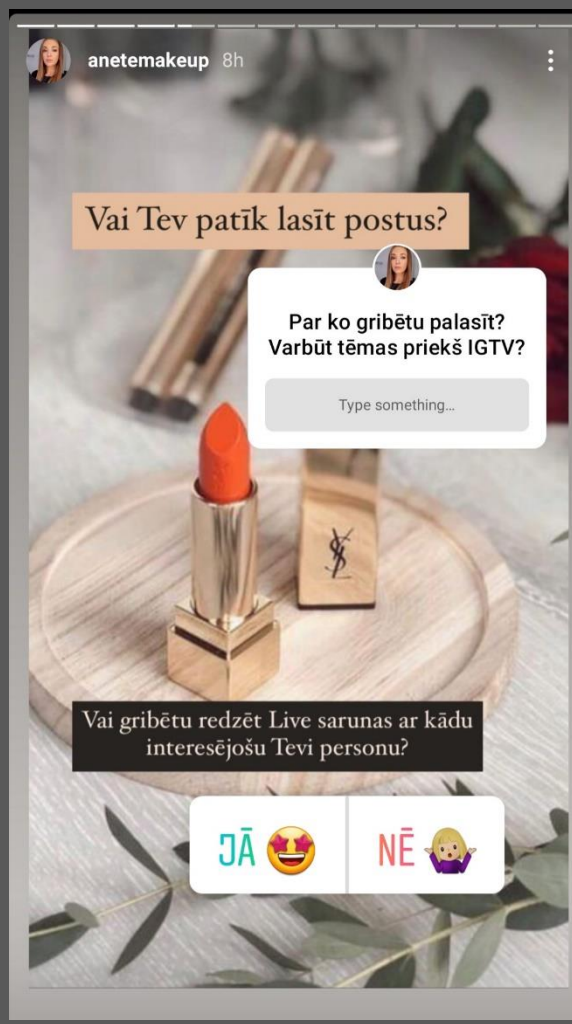 anetemakeup 8h
Vai Tev patīk lasīt postus?
Par ko gribētu palasīt?
Varbūt tēmas priekš IGTV?
Type something...
YSL
Vai gribētu redzēt Live sarunas ar kādu
interesējošu Tevi personu?
JĀ NĒ